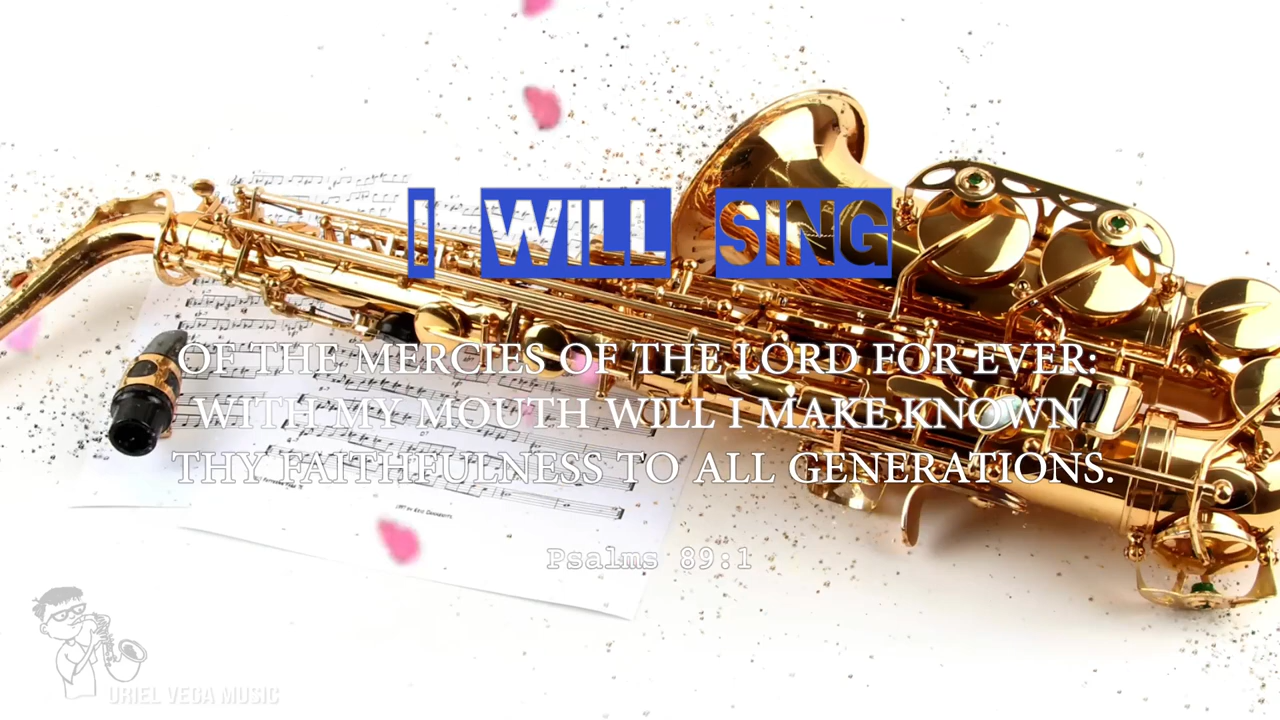 I WILL SING
OF THE MERCIES OF THE LORD FOR EVER:
WITH MY MOUTH WILL I MAKE KNOWN
THY FAITHFULNESS TO ALL GENERATIONS.
Psalms 89:1
URIEL VEGA MUSIC